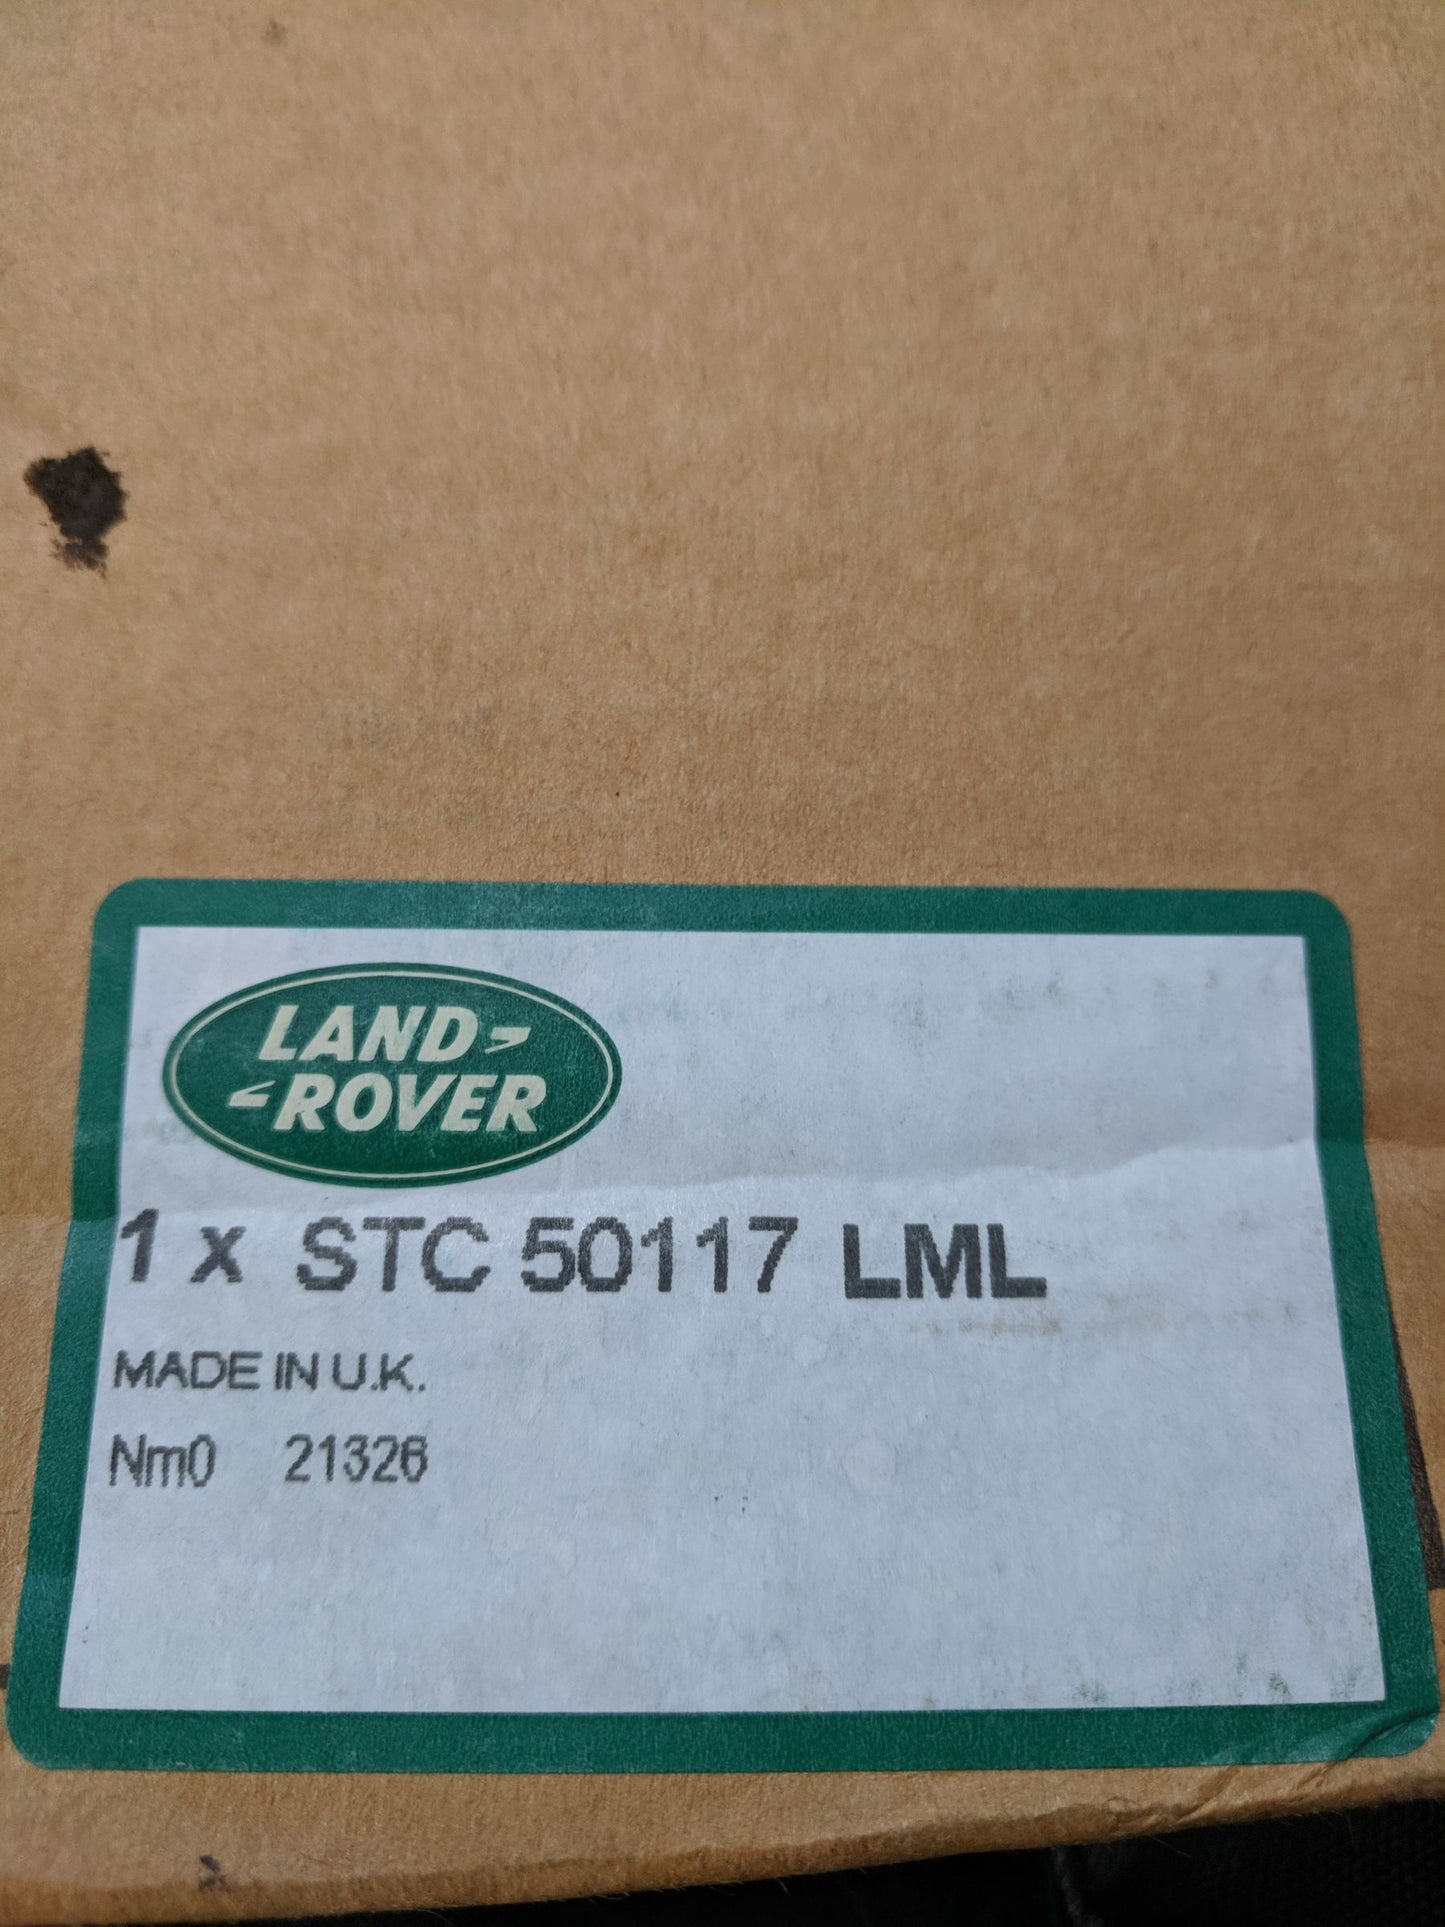 LAND
ROVER
1 x STC 50117 LML
MADE IN U.K.
Nm0 21326